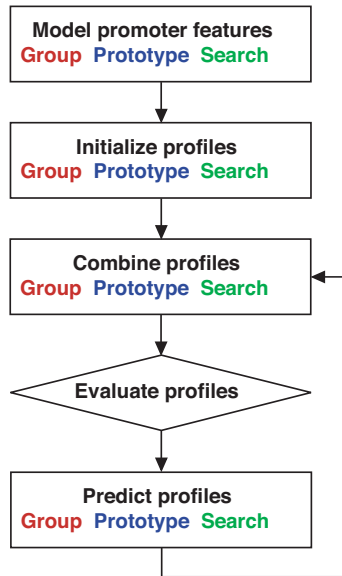 Model promoter features
Group Prototype Search
Initialize profiles
Group Prototype Search
Combine profiles
Group Prototype Search
Evaluate profiles
Predict profiles
Group Prototype Search